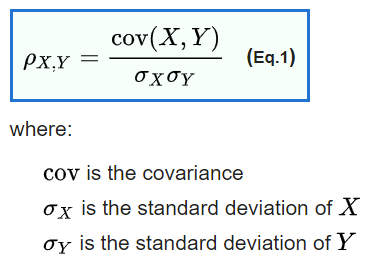 ρX,Y = cov(X, Y) / σXσY (Eq.1)
where:
cov is the covariance
σX is the standard deviation of X
σY is the standard deviation of Y